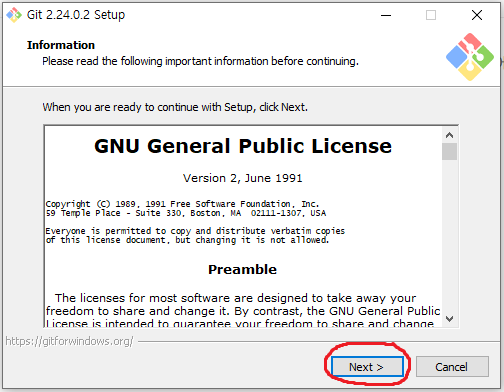 Git 2.24.0.2 Setup
Information
Please read the following important information before continuing.
When you are ready to continue with Setup, click Next.
GNU General Public License
Version 2, June 1991
Copyright (C) 1989, 1991 Free Software Foundation, Inc.
59 Temple Place - Suite 330, Boston, MA  02111-1307, USA
Everyone is permitted to copy and distribute verbatim copies
of this license document, but changing it is not allowed.
Preamble
The licenses for most software are designed to take away your
freedom to share and change it. By contrast, the GNU General Public
License is intended to guarantee your freedom to share and change
https://gitforwindows.org/
Next >
Cancel